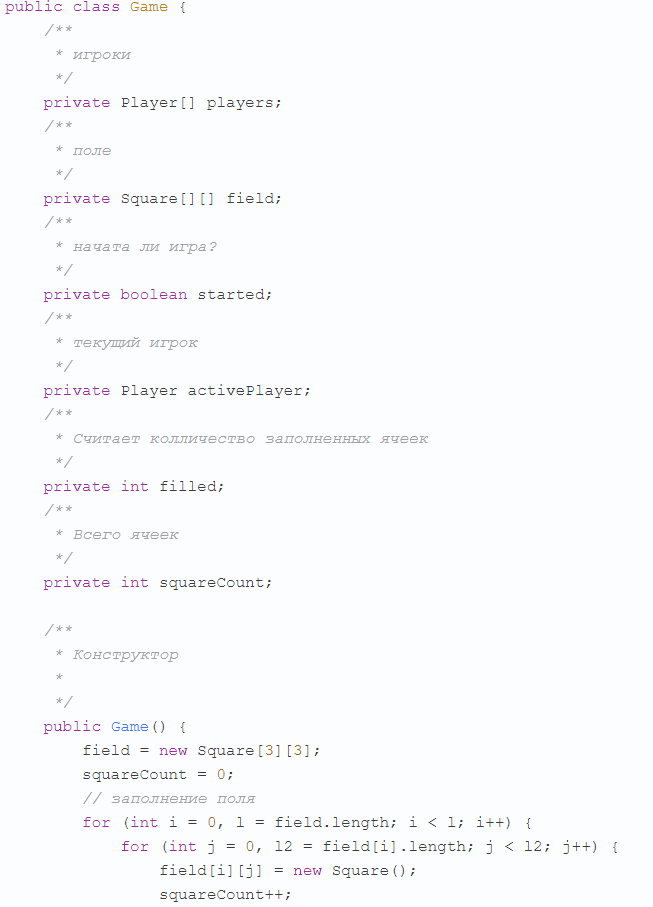 public class Game {
    /**
     * игроки
     */
    private Player[] players;
    /**
     * поле
     */
    private Square[][] field;
    /**
     * начата ли игра?
     */
    private boolean started;
    /**
     * текущий игрок
     */
    private Player activePlayer;
    /**
     * Считает колличество заполненных ячеек
     */
    private int filled;
    /**
     * Всего ячеек
     */
    private int squareCount;

    /**
     * Конструктор
     *
     */
    public Game() {
        field = new Square[3][3];
        squareCount = 0;
        // заполнение поля
        for (int i = 0, l = field.length; i < l; i++) {
            for (int j = 0, l2 = field[i].length; j < l2; j++) {
                field[i][j] = new Square();
                squareCount++;